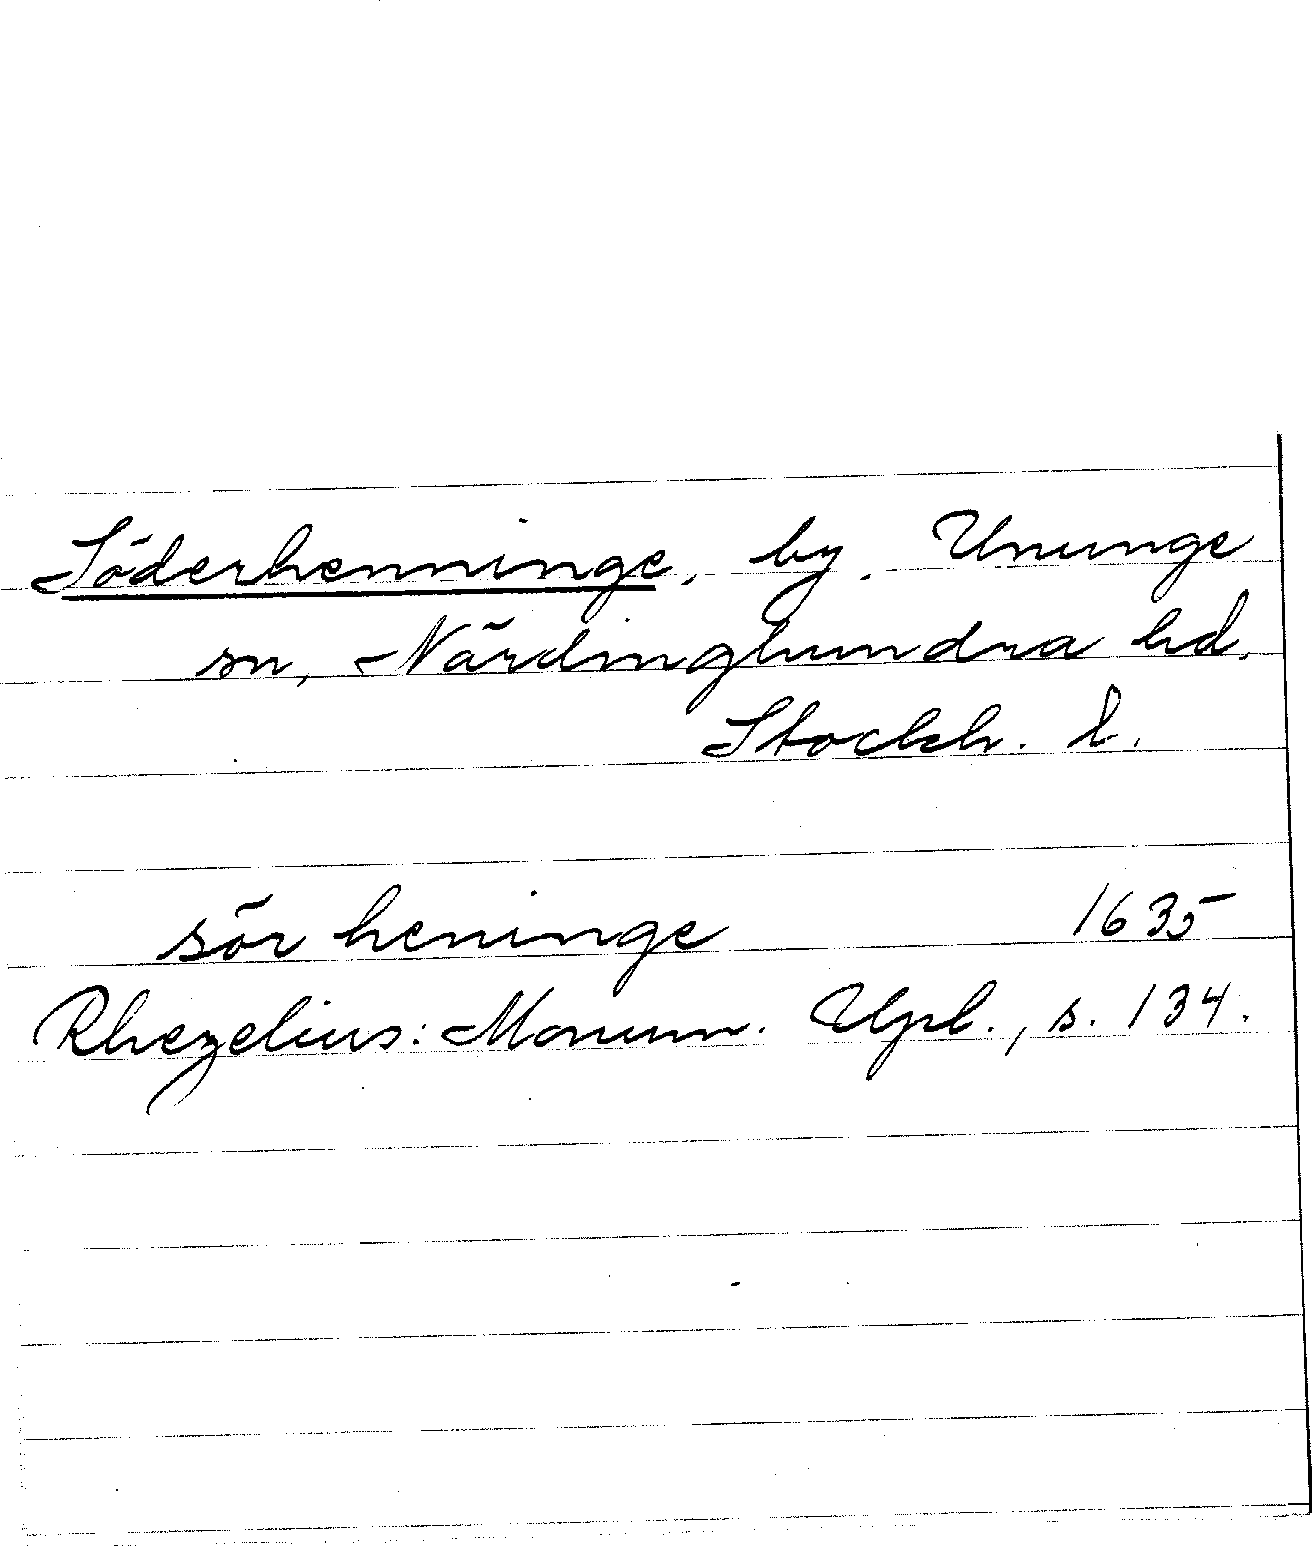 Söderhenninge, by, Ununge
sn, Närdinghundra hd.
Stockh. l.
sör heninge 1635
Rhezelius: Monum. Upl., s. 134.